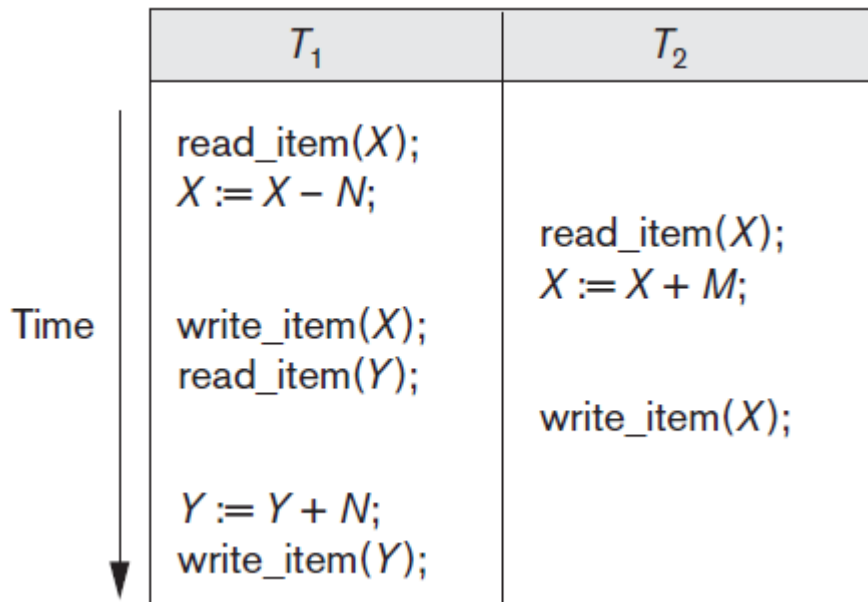 T₁ T₂
read_item(X);
X := X – N;
read_item(X);
X := X + M;
Time
write_item(X);
read_item(Y);
write_item(X);
Y := Y + N;
write_item(Y);